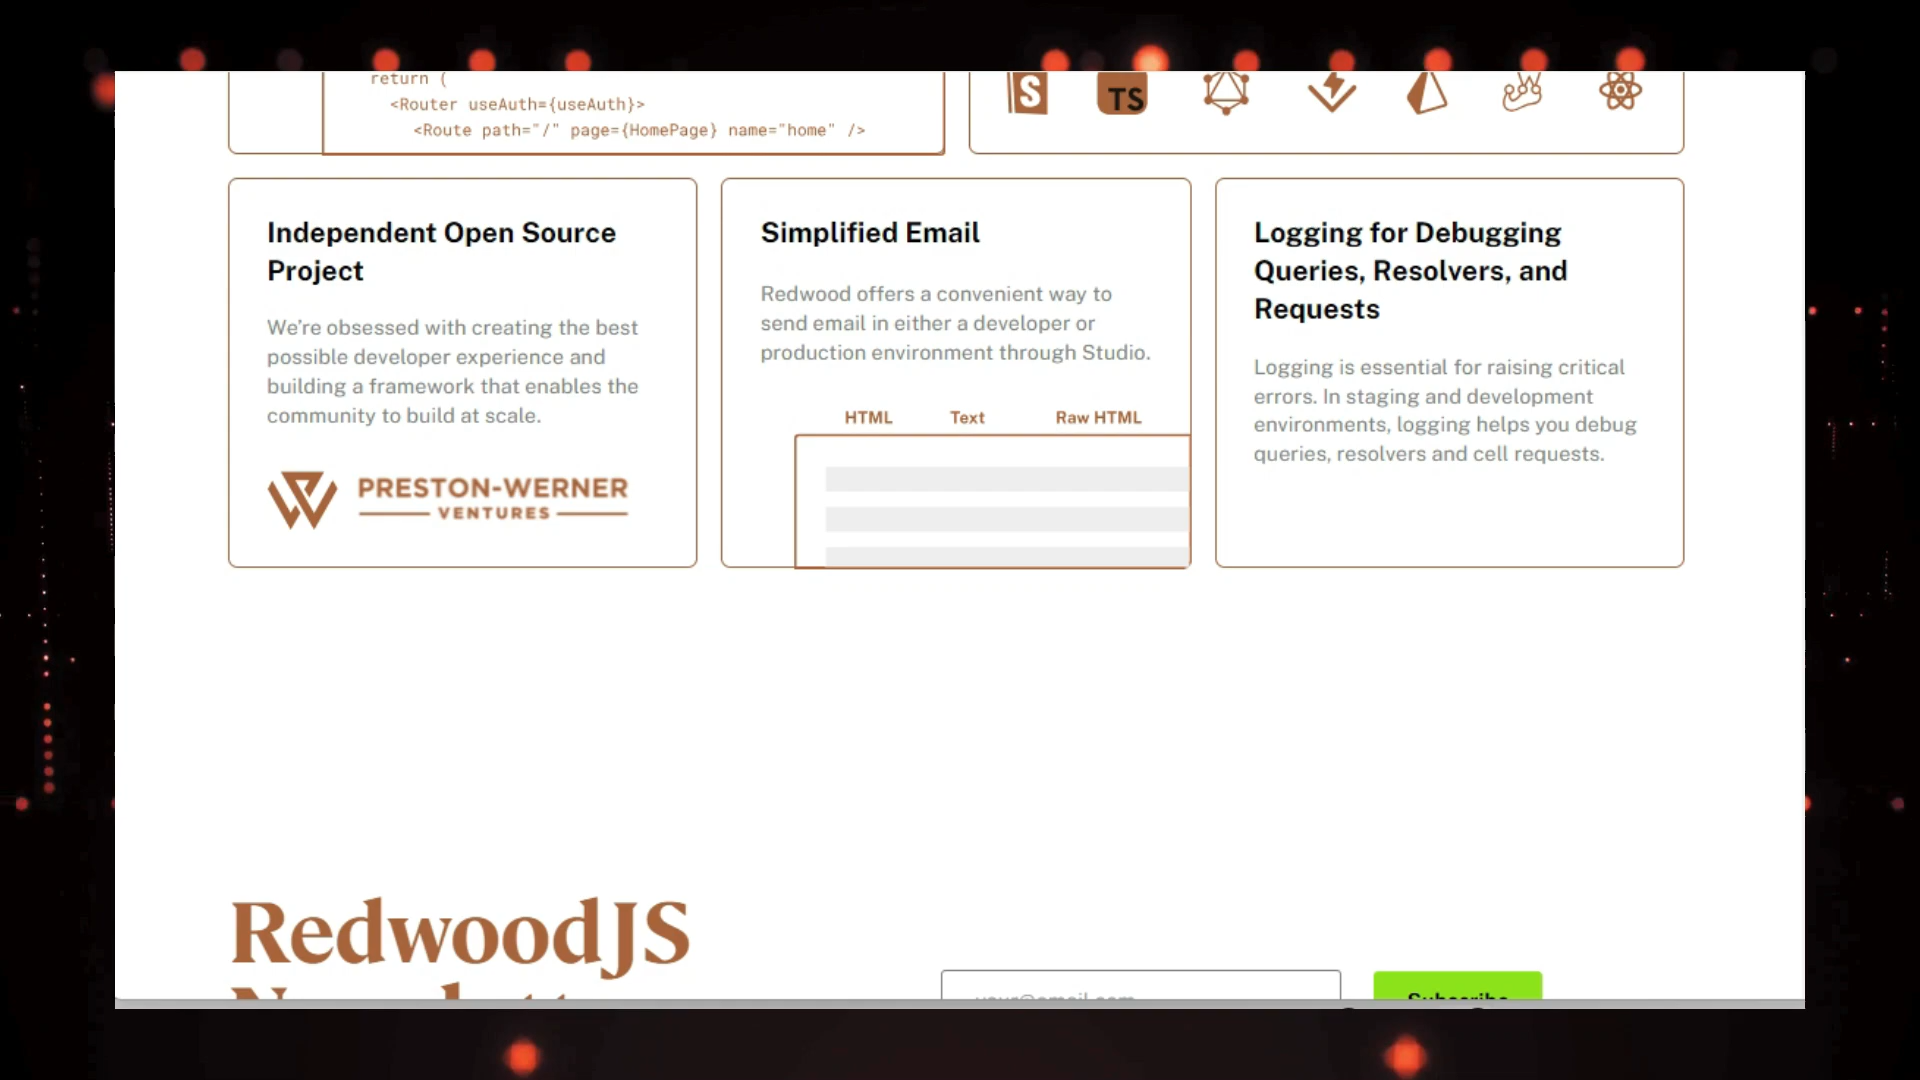 return (
<Router useAuth={useAuth}>
<Route path="/" page={HomePage} name="home" />
S
TS
Independent Open Source
Project
We're obsessed with creating the best
possible developer experience and
building a framework that enables the
community to build at scale.
PRESTON-WERNER
VENTURES
Simplified Email
Redwood offers a convenient way to
send email in either a developer or
production environment through Studio.
HTML Text Raw HTML
Logging for Debugging
Queries, Resolvers, and
Requests
Logging is essential for raising critical
errors. In staging and development
environments, logging helps you debug
queries, resolvers and cell requests.
RedwoodJS
your@email.com
Subscribe